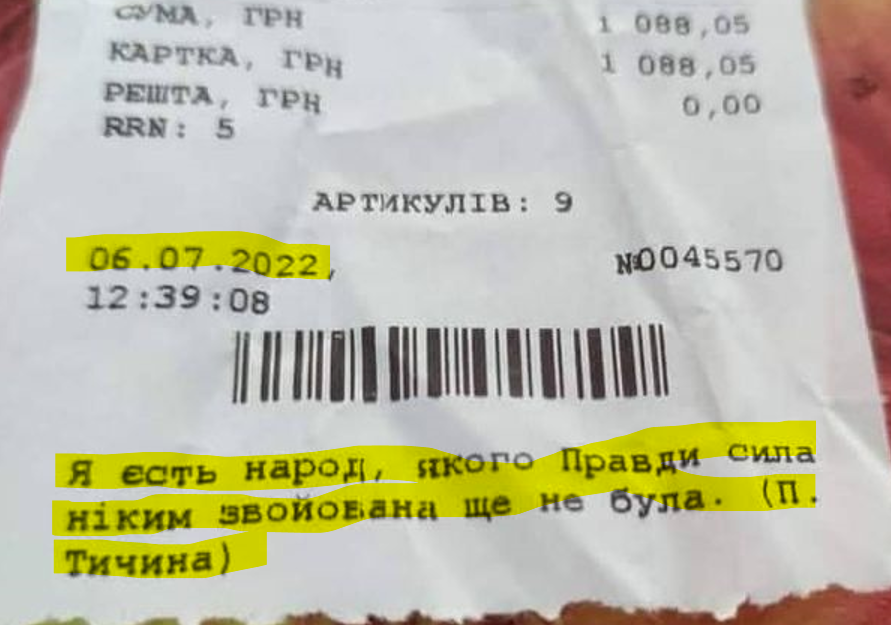 СУМА, ГРН 1 088,05
КАРТКА, ГРН 1 088,05
РЕШТА, ГРН 0,00
RRN: 5
АРТИКУЛІВ: 9
06.07.2022, №0045570
12:39:08
Я єсть народ, якого Правди сила
ніким звойована ще не була. (П.
Тичина)